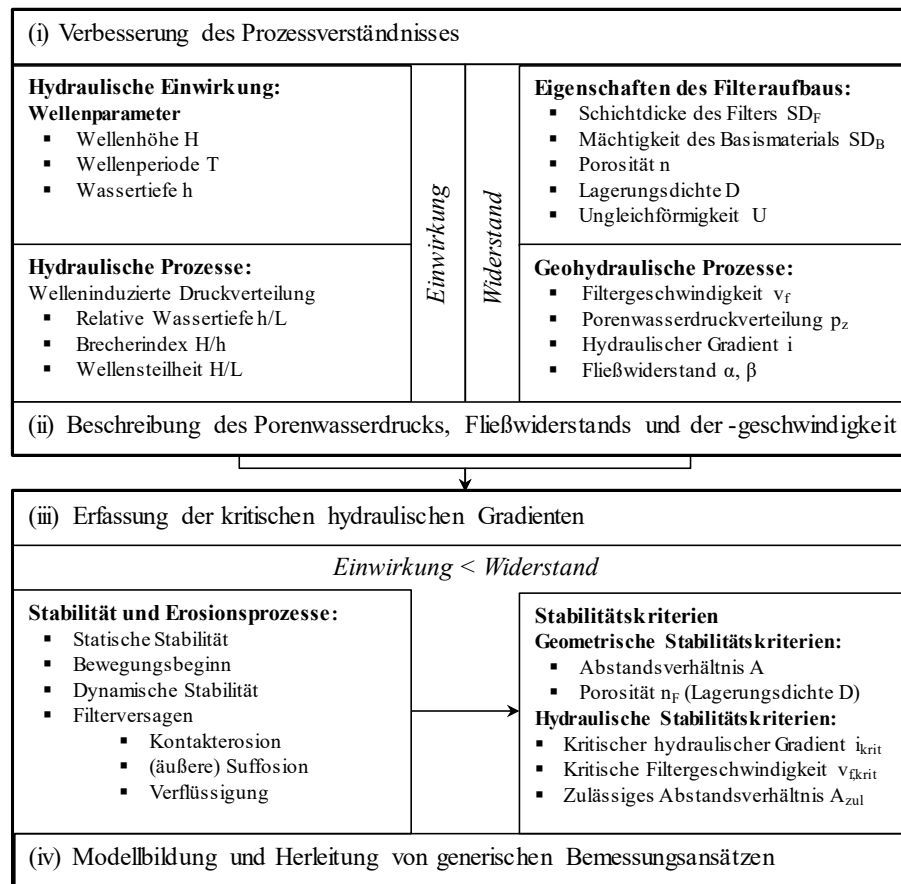 (i) Verbesserung des Prozessverständnisses
Hydraulische Einwirkung:
Wellenparameter
▪ Wellenhöhe H
▪ Wellenperiode T
▪ Wassertiefe h
Hydraulische Prozesse:
Welleninduzierte Druckverteilung
▪ Relative Wassertiefe h/L
▪ Brecherindex H/h
▪ Wellensteilheit H/L
Einwirkung
Widerstand
Eigenschaften des Filteraufbaus:
▪ Schichtdicke des Filters SD_F
▪ Mächtigkeit des Basismaterials SD_B
▪ Porosität n
▪ Lagerungsdichte D
▪ Ungleichförmigkeit U
Geohydraulische Prozesse:
▪ Filtergeschwindigkeit v_f
▪ Porenwasserdruckverteilung p_z
▪ Hydraulischer Gradient i
▪ Fließwiderstand α, β
(ii) Beschreibung des Porenwasserdrucks, Fließwiderstands und der -geschwindigkeit
(iii) Erfassung der kritischen hydraulischen Gradienten
Einwirkung < Widerstand
Stabilität und Erosionsprozesse:
▪ Statische Stabilität
▪ Bewegungsbeginn
▪ Dynamische Stabilität
▪ Filterversagen
▪ Kontakterosion
▪ (äußere) Suffosion
▪ Verflüssigung
Stabilitätskriterien
Geometrische Stabilitätskriterien:
▪ Abstandsverhältnis A
▪ Porosität n_F (Lagerungsdichte D)
Hydraulische Stabilitätskriterien:
▪ Kritischer hydraulischer Gradient i_krit
▪ Kritische Filtergeschwindigkeit v_f,krit
▪ Zulässiges Abstandsverhältnis A_zul
(iv) Modellbildung und Herleitung von generischen Bemessungsansätzen